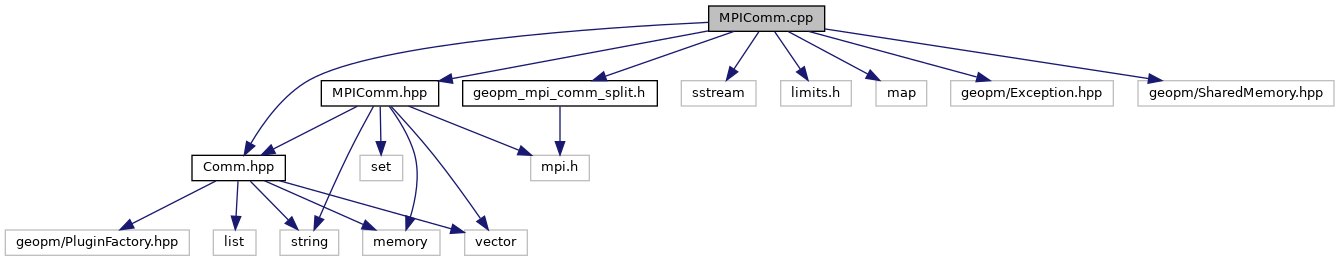 MPIComm.cpp
MPIComm.hpp
geopm_mpi_comm_split.h
sstream
limits.h
map
geopm/Exception.hpp
geopm/SharedMemory.hpp
Comm.hpp
set
mpi.h
geopm/PluginFactory.hpp
list
string
memory
vector